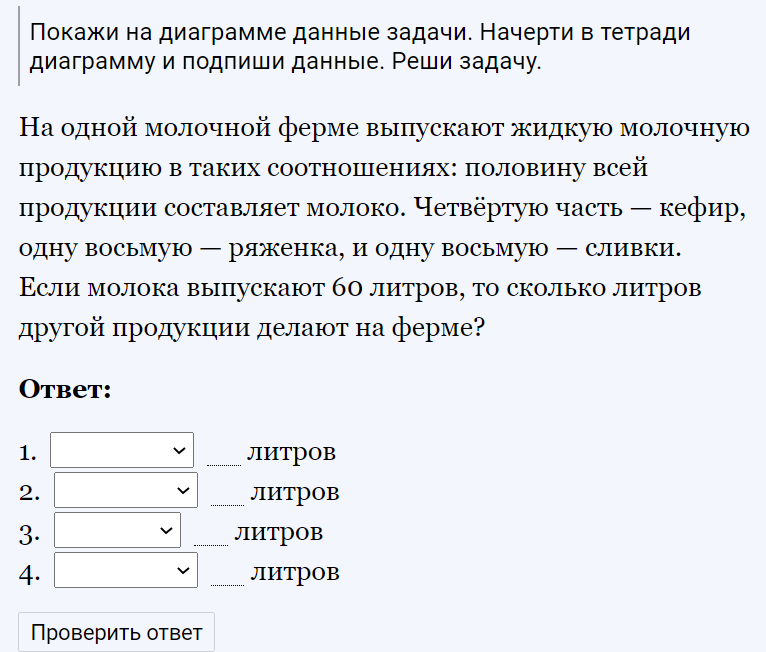 Покажи на диаграмме данные задачи. Начерти в тетради
диаграмму и подпиши данные. Реши задачу.
На одной молочной ферме выпускают жидкую молочную
продукцию в таких соотношениях: половину всей
продукции составляет молоко. Четвёртую часть — кефир,
одну восьмую — ряженка, и одну восьмую — сливки.
Если молока выпускают 60 литров, то сколько литров
другой продукции делают на ферме?
Ответ:
1. литров
2. литров
3. литров
4. литров
Проверить ответ